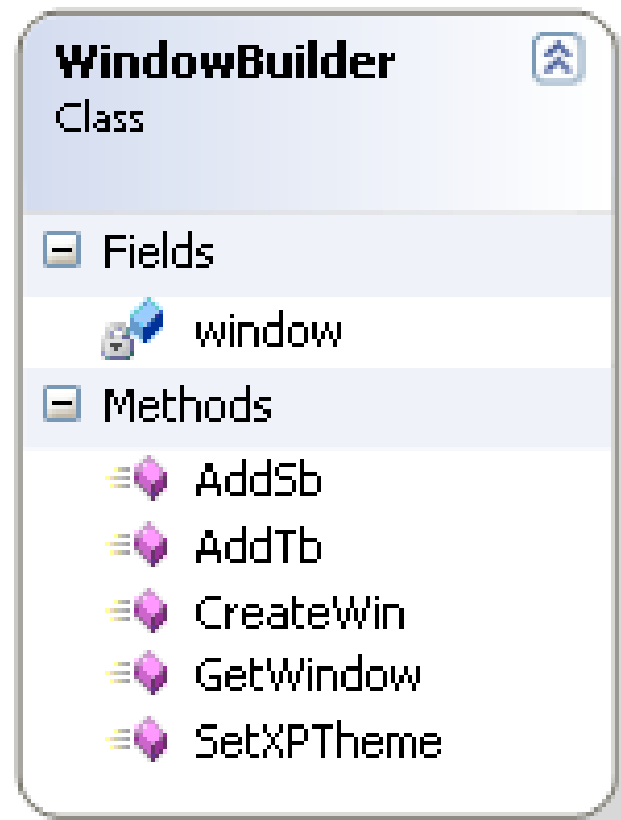 WindowBuilder
Class
Fields
window
Methods
AddSb
AddTb
CreateWin
GetWindow
SetXPTheme